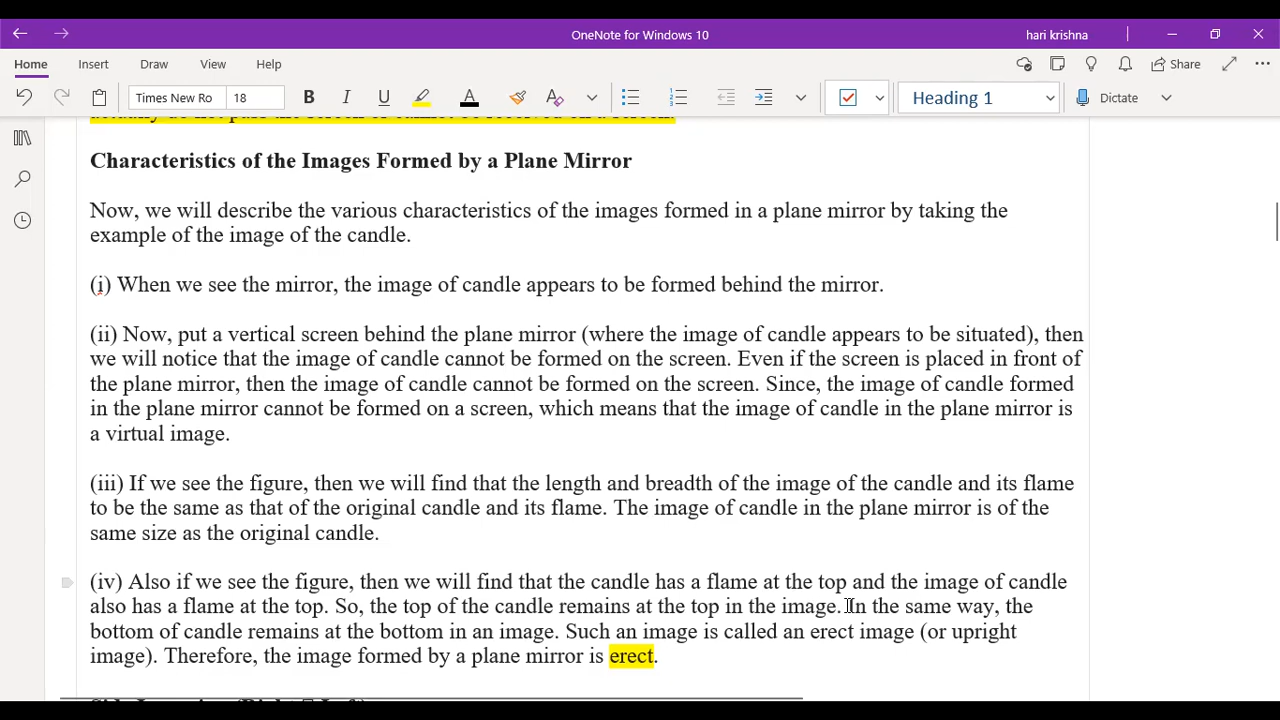 OneNote for Windows 10
hari krishna
Home Insert Draw View Help
Share
Times New Ro 18 B I U A Heading 1 Dictate
actually do not pass the screen or cannot be received on a screen.
Characteristics of the Images Formed by a Plane Mirror
Now, we will describe the various characteristics of the images formed in a plane mirror by taking the
example of the image of the candle.
(i) When we see the mirror, the image of candle appears to be formed behind the mirror.
(ii) Now, put a vertical screen behind the plane mirror (where the image of candle appears to be situated), then
we will notice that the image of candle cannot be formed on the screen. Even if the screen is placed in front of
the plane mirror, then the image of candle cannot be formed on the screen. Since, the image of candle formed
in the plane mirror cannot be formed on a screen, which means that the image of candle in the plane mirror is
a virtual image.
(iii) If we see the figure, then we will find that the length and breadth of the image of the candle and its flame
to be the same as that of the original candle and its flame. The image of candle in the plane mirror is of the
same size as the original candle.
(iv) Also if we see the figure, then we will find that the candle has a flame at the top and the image of candle
also has a flame at the top. So, the top of the candle remains at the top in the image. In the same way, the
bottom of candle remains at the bottom in an image. Such an image is called an erect image (or upright
image). Therefore, the image formed by a plane mirror is erect.